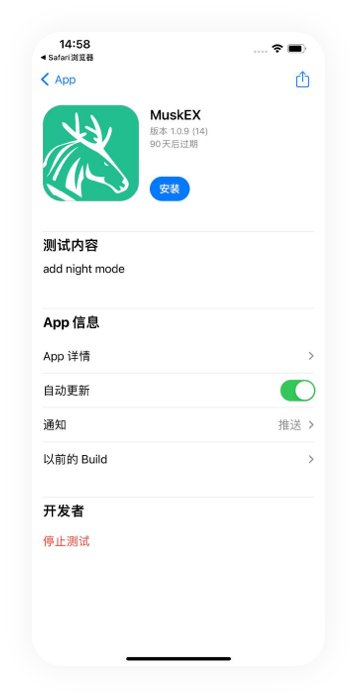 14:58
Safari浏览器
App
MuskEX
版本 1.0.9 (14)
90 天后过期
安装
测试内容
add night mode
App 信息
App 详情
自动更新
通知
推送
以前的 Build
开发者
停止测试